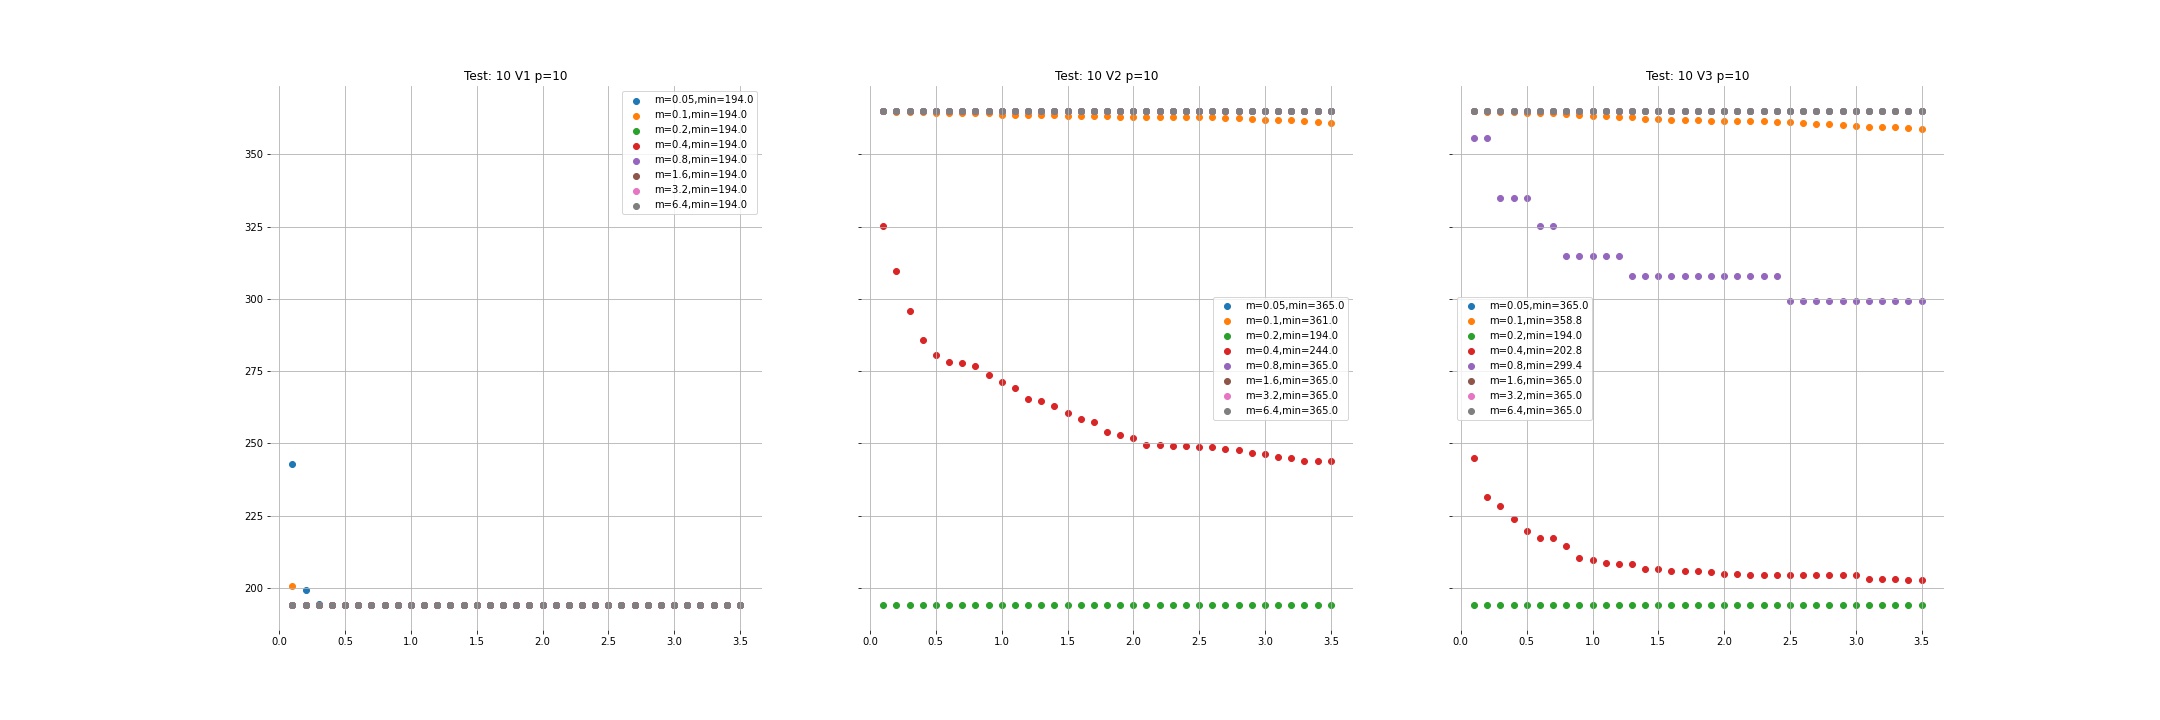 Test: 10 V1 p=10
m=0.05,min=194.0
m=0.1,min=194.0
m=0.2,min=194.0
m=0.4,min=194.0
m=0.8,min=194.0
m=1.6,min=194.0
m=3.2,min=194.0
m=6.4,min=194.0
350
325
300
275
250
225
200
0.0 0.5 1.0 1.5 2.0 2.5 3.0 3.5
Test: 10 V2 p=10
m=0.05,min=365.0
m=0.1,min=361.0
m=0.2,min=194.0
m=0.4,min=244.0
m=0.8,min=365.0
m=1.6,min=365.0
m=3.2,min=365.0
m=6.4,min=365.0
0.0 0.5 1.0 1.5 2.0 2.5 3.0 3.5
Test: 10 V3 p=10
m=0.05,min=365.0
m=0.1,min=358.8
m=0.2,min=194.0
m=0.4,min=202.8
m=0.8,min=299.4
m=1.6,min=365.0
m=3.2,min=365.0
m=6.4,min=365.0
0.0 0.5 1.0 1.5 2.0 2.5 3.0 3.5